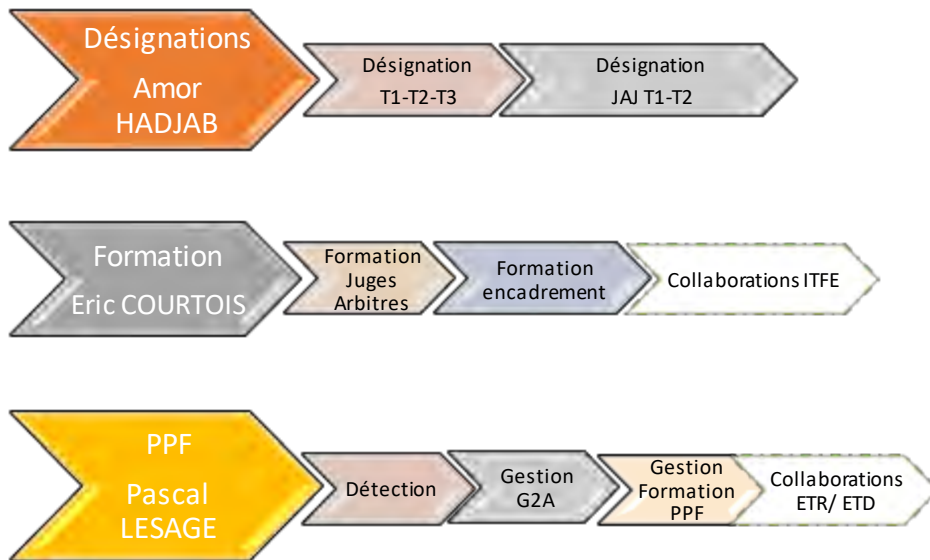 Désignations
Amor
HADJAB
Désignation
T1-T2-T3
Désignation
JAJ T1-T2
Formation
Eric COURTOIS
Formation
Juges
Arbitres
Formation
encadrement
Collaborations ITFE
PPF
Pascal
LESAGE
Détection
Gestion
G2A
Gestion
Formation
PPF
Collaborations
ETR/ ETD